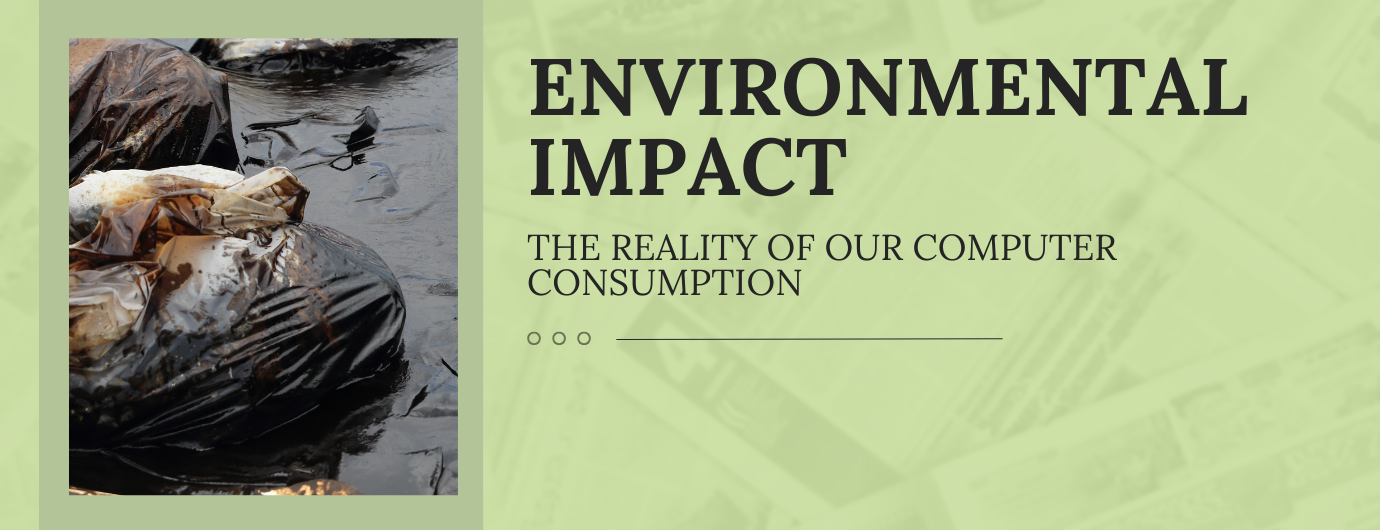 ENVIRONMENTAL
IMPACT
THE REALITY OF OUR COMPUTER
CONSUMPTION